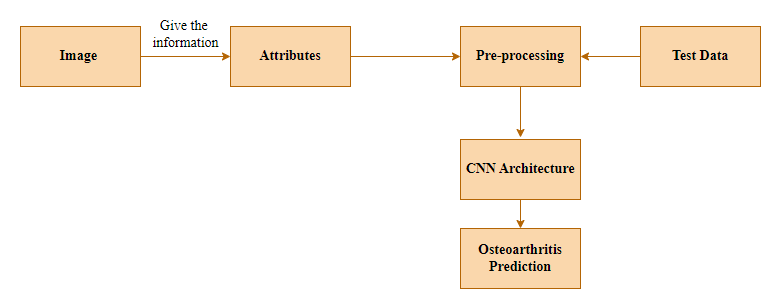 Give the
information
Image
Attributes
Pre-processing
Test Data
CNN Architecture
Osteoarthritis
Prediction